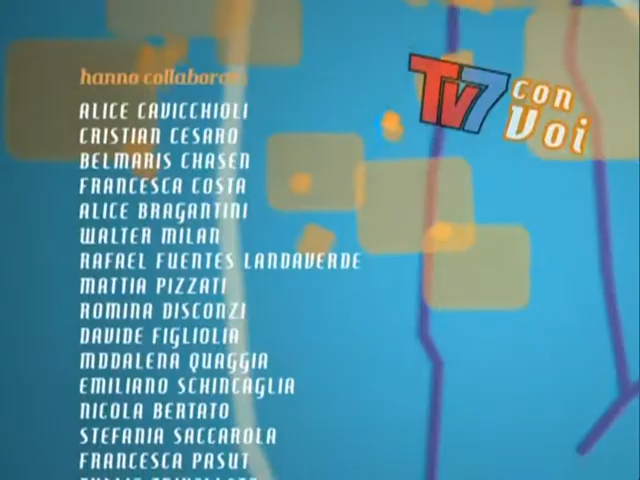 hanno collaborato
TV7 con
Voi
ALICE CAVICCHIOLI
CRISTIAN CESARO
BELMARIS CHASEN
FRANCESCA COSTA
ALICE BRAGANTINI
WALTER MILAN
RAFAEL FUENTES LANDAVERDE
MATTIA PIZZATI
ROMINA DISCONZI
DAVIDE FIGLIOLIA
MDDALENA QUAGGIA
EMILIANO SCHINCAGLIA
NICOLA BERTATO
STEFANIA SACCAROLA
FRANCESCA PASUT